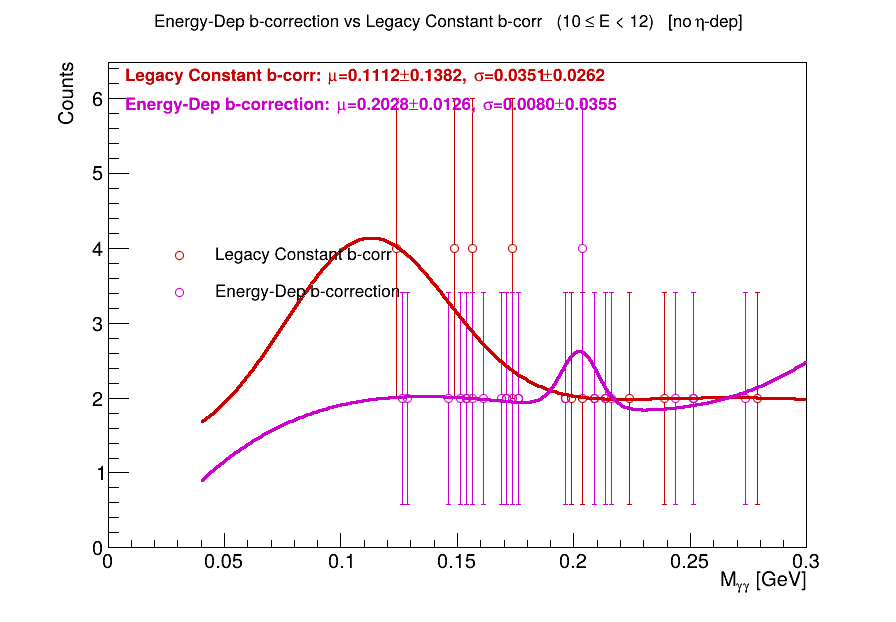 Energy-Dep b-correction vs Legacy Constant b-corr (10 ≤ E < 12) [no η-dep]
Legacy Constant b-corr: μ=0.1112±0.1382, σ=0.0351±0.0262
Energy-Dep b-correction: μ=0.2028±0.0126, σ=0.0080±0.0355
Counts
6
5
4
3
2
1
0
Legacy Constant b-corr
Energy-Dep b-correction
0 0.05 0.1 0.15 0.2 0.25 0.3
Mγγ [GeV]